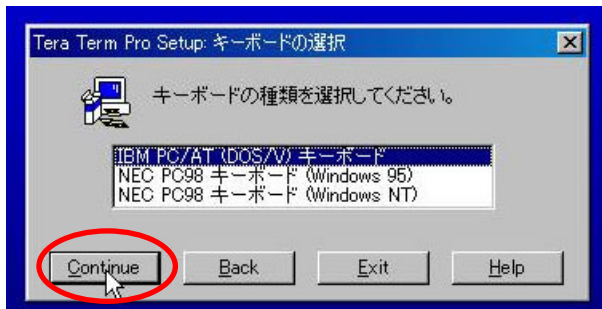 Tera Term Pro Setup: キーボードの選択
キーボードの種類を選択してください。
IBM PC/AT (DOS/V) キーボード
NEC PC98 キーボード (Windows 95)
NEC PC98 キーボード (Windows NT)
Continue Back Exit Help